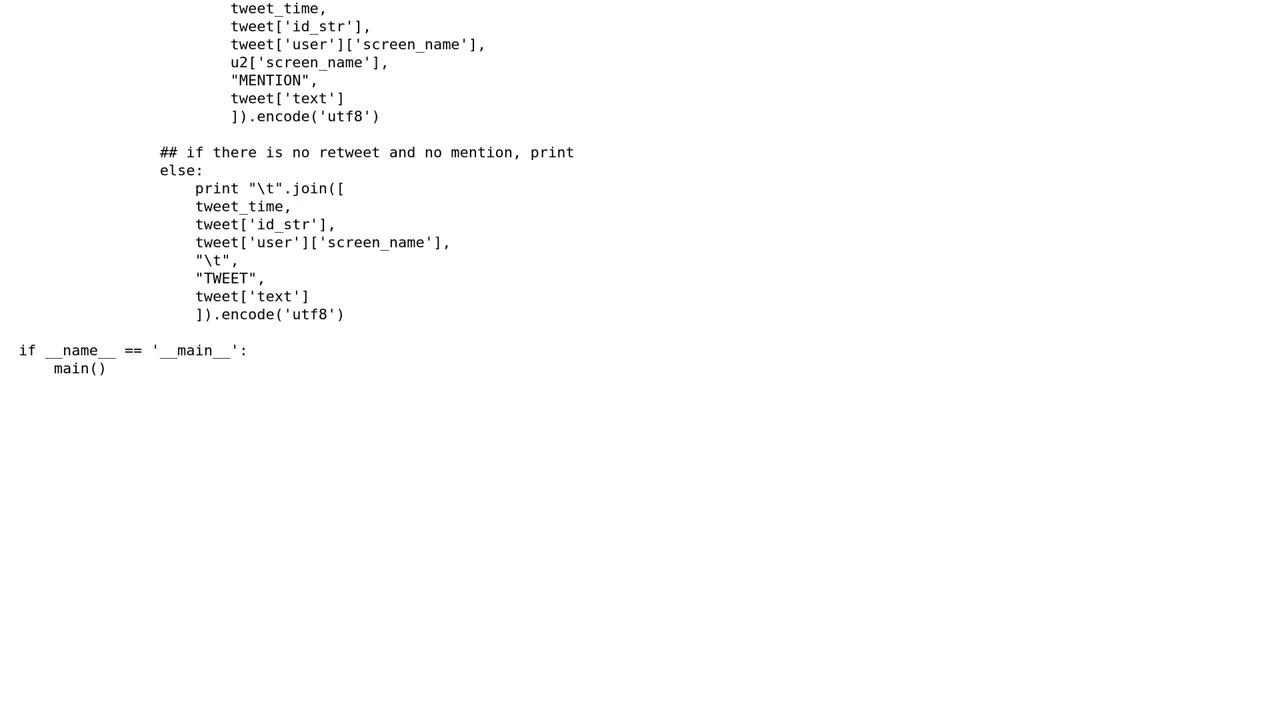 tweet_time,
tweet['id_str'],
tweet['user']['screen_name'],
u2['screen_name'],
"MENTION",
tweet['text']
]).encode('utf8')
## if there is no retweet and no mention, print
else:
print "\t".join([
tweet_time,
tweet['id_str'],
tweet['user']['screen_name'],
"\t",
"TWEET",
tweet['text']
]).encode('utf8')
if __name__ == '__main__':
main()